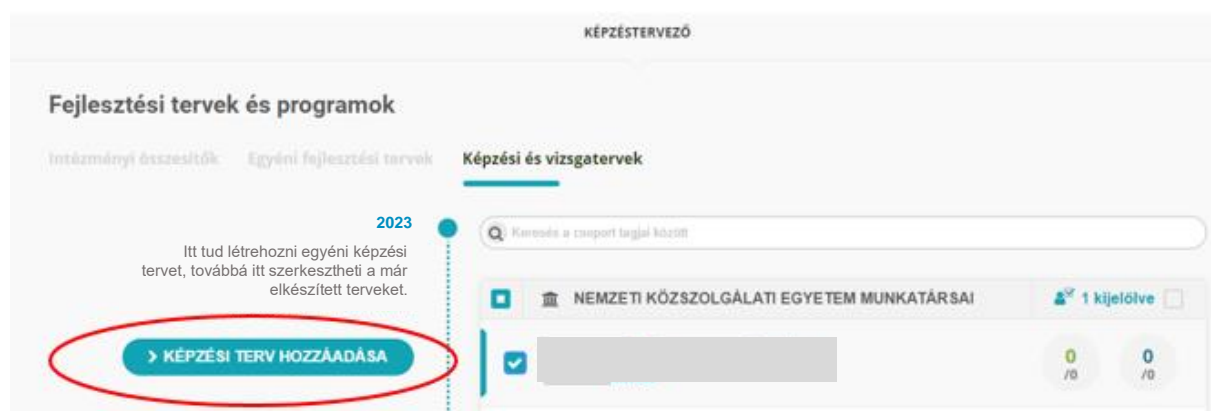 KÉPZÉSTERVEZŐ
Fejlesztési tervek és programok
Intézményi összesítők Egyéni fejlesztési tervek Képzési és vizsgatervek
2023
Itt tud létrehozni egyéni képzési
tervet, továbbá itt szerkesztheti a már
elkészített terveket.
> KÉPZÉSI TERV HOZZÁADÁSA
Keresés a csoport tagjai között
NEMZETI KÖZSZOLGÁLATI EGYETEM MUNKATÁRSAI 1 kijelölve
0 0
/0 /0